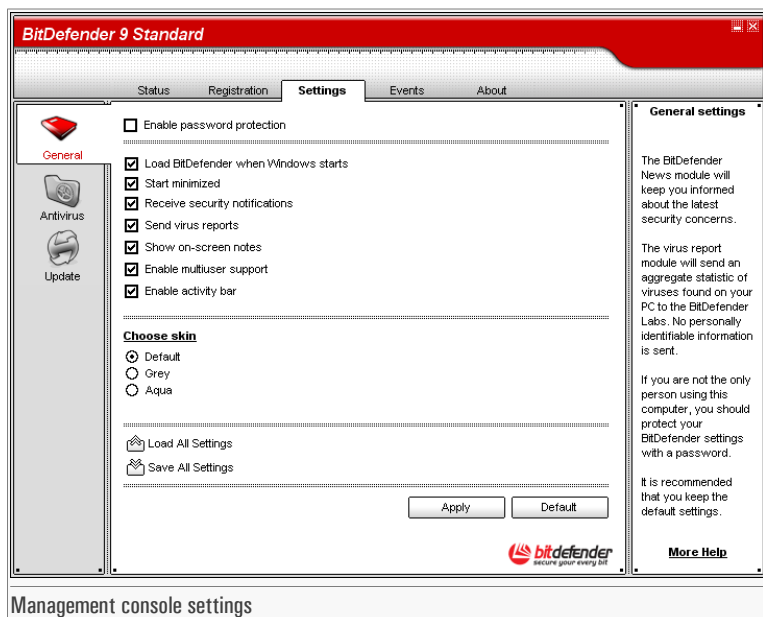 BitDefender 9 Standard
Status
Registration
Settings
Events
About
General
Antivirus
Update
Enable password protection
Load BitDefender when Windows starts
Start minimized
Receive security notifications
Send virus reports
Show on-screen notes
Enable multiuser support
Enable activity bar
Choose skin
Default
Grey
Aqua
Load All Settings
Save All Settings
Apply
Default
bitdefender
secure your every bit
General settings
The BitDefender
News module will
keep you informed
about the latest
security concerns.
The virus report
module will send an
aggregate statistic of
viruses found on your
PC to the BitDefender
Labs. No personally
identifiable information
is sent.
If you are not the only
person using this
computer, you should
protect your
BitDefender settings
with a password.
It is recommended
that you keep the
default settings.
More Help
Management console settings